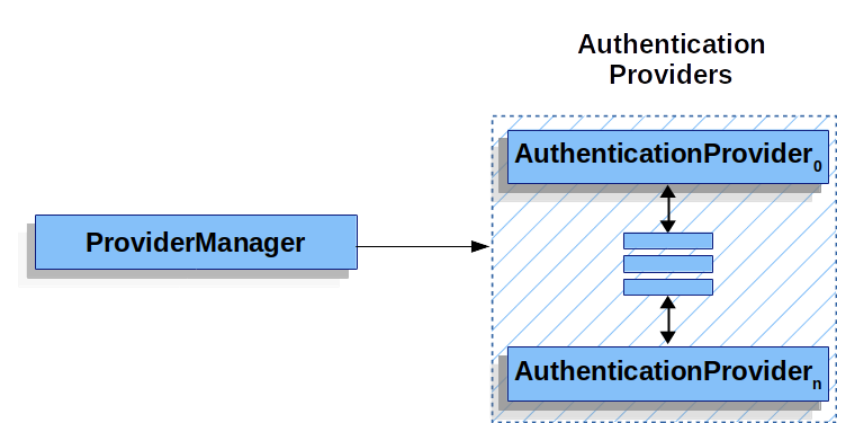 Authentication
Providers
AuthenticationProvider0
ProviderManager
AuthenticationProvidern